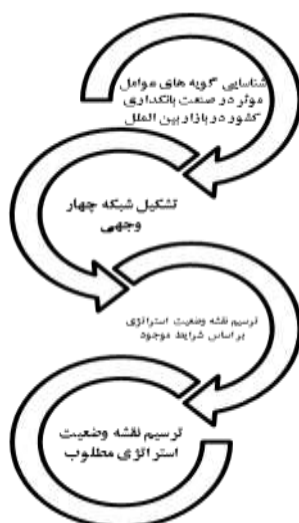 شناسایی گویه های عوامل
موثر در صنعت بانکداری
کشور در بازار بین الملل
تشکیل شبکه چهار
وجهی
ترسیم نقشه وضعیت استراتژی
بر اساس شرایط موجود
ترسیم نقشه وضعیت
استراتژی مطلوب